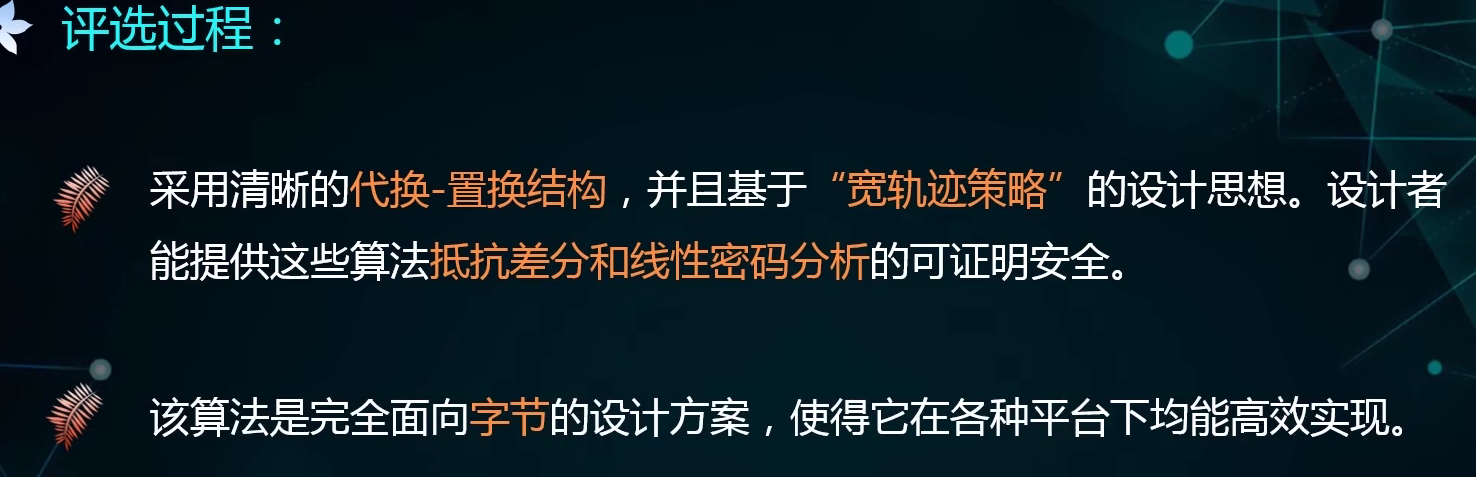 评选过程：
采用清晰的代换-置换结构，并且基于“宽轨迹策略”的设计思想。设计者
能提供这些算法抵抗差分和线性密码分析的可证明安全。
该算法是完全面向字节的设计方案，使得它在各种平台下均能高效实现。